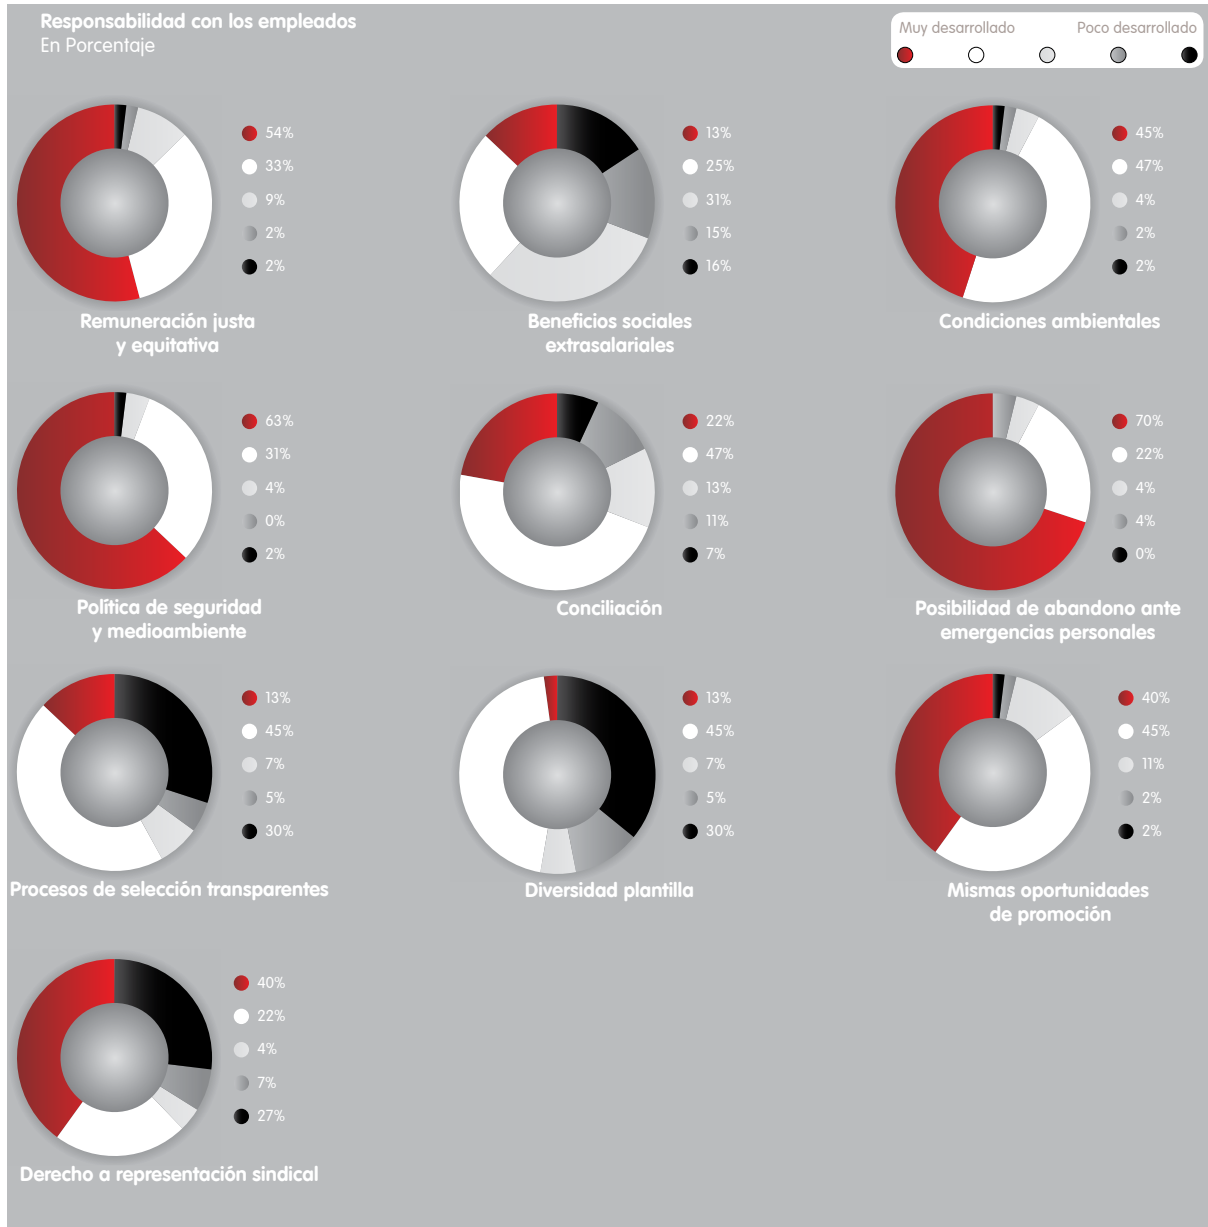 Responsabilidad con los empleados
En Porcentaje
Muy desarrollado
Poco desarrollado
54%
33%
9%
2%
2%
Remuneración justa
y equitativa
13%
25%
31%
15%
16%
Beneficios sociales
extrasalariales
45%
47%
4%
2%
2%
Condiciones ambientales
63%
31%
4%
0%
2%
Política de seguridad
y medioambiente
22%
47%
13%
11%
7%
Conciliación
70%
22%
4%
4%
0%
Posibilidad de abandono ante
emergencias personales
13%
45%
7%
5%
30%
Procesos de selección transparentes
13%
45%
7%
5%
30%
Diversidad plantilla
40%
45%
11%
2%
2%
Mismas oportunidades
de promoción
40%
22%
4%
7%
27%
Derecho a representación sindical